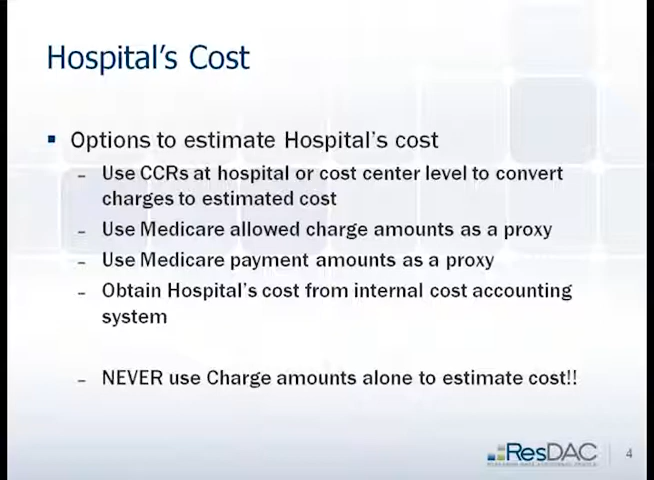 Hospital's Cost
Options to estimate Hospital's cost
– Use CCRs at hospital or cost center level to convert
charges to estimated cost
– Use Medicare allowed charge amounts as a proxy
– Use Medicare payment amounts as a proxy
– Obtain Hospital's cost from internal cost accounting
system
– NEVER use Charge amounts alone to estimate cost!!
ResDAC
4